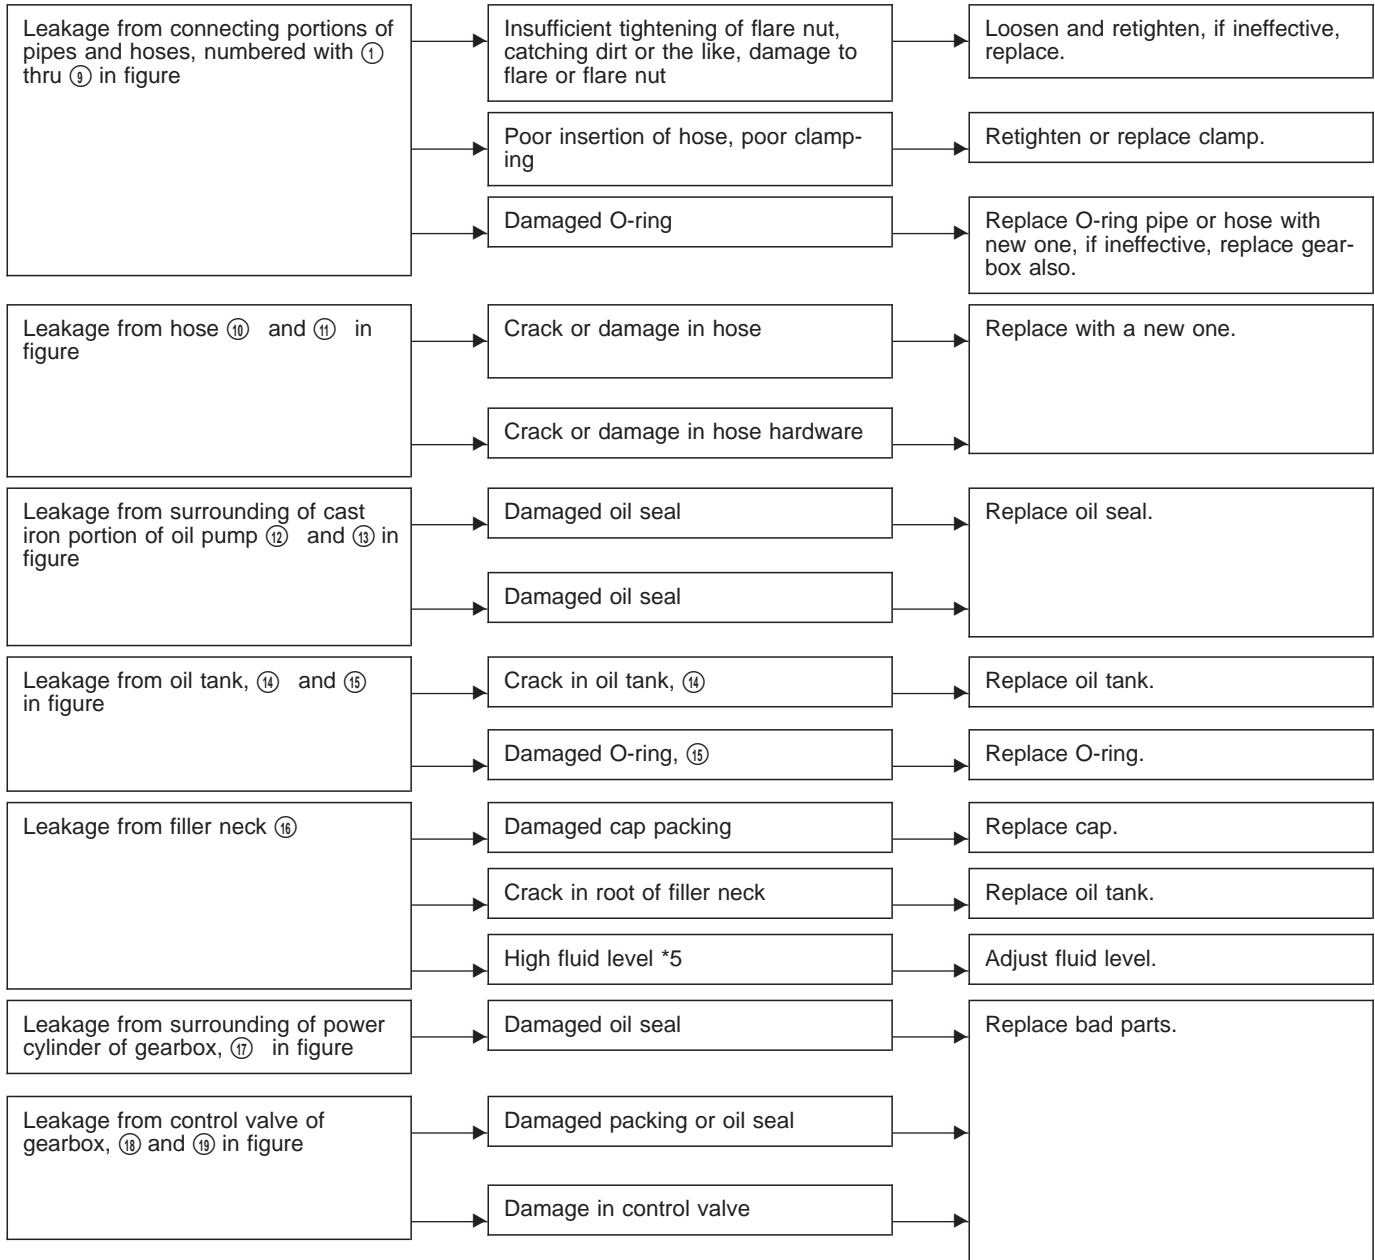 Leakage from connecting portions of
pipes and hoses, numbered with ①
thru ⑨ in figure
Insufficient tightening of flare nut,
catching dirt or the like, damage to
flare or flare nut
Loosen and retighten, if ineffective,
replace.
Poor insertion of hose, poor clamp-
ing
Retighten or replace clamp.
Damaged O-ring
Replace O-ring pipe or hose with
new one, if ineffective, replace gear-
box also.
Leakage from hose ⑩ and ⑪ in
figure
Crack or damage in hose
Replace with a new one.
Crack or damage in hose hardware
Leakage from surrounding of cast
iron portion of oil pump ⑫ and ⑬ in
figure
Damaged oil seal
Replace oil seal.
Damaged oil seal
Leakage from oil tank, ⑭ and ⑮
in figure
Crack in oil tank, ⑭
Replace oil tank.
Damaged O-ring, ⑮
Replace O-ring.
Leakage from filler neck ⑯
Damaged cap packing
Replace cap.
Crack in root of filler neck
Replace oil tank.
High fluid level *5
Adjust fluid level.
Leakage from surrounding of power
cylinder of gearbox, ⑰ in figure
Damaged oil seal
Replace bad parts.
Leakage from control valve of
gearbox, ⑱ and ⑲ in figure
Damaged packing or oil seal
Damage in control valve